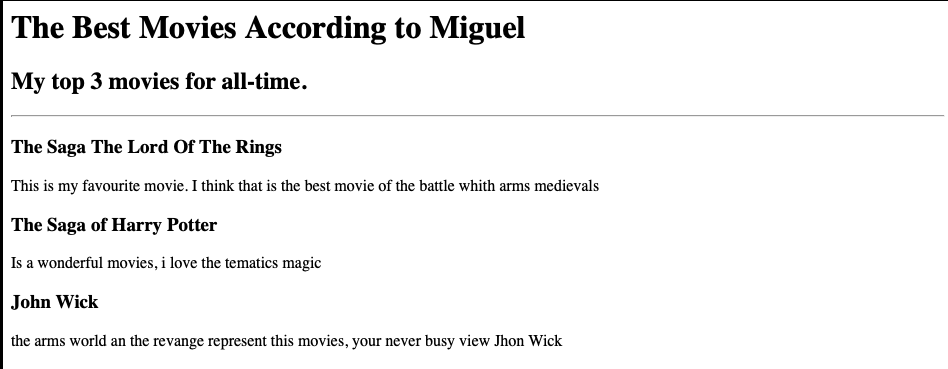 The Best Movies According to Miguel
My top 3 movies for all-time.
The Saga The Lord Of The Rings
This is my favourite movie. I think that is the best movie of the battle whith arms medievals
The Saga of Harry Potter
Is a wonderful movies, i love the tematics magic
John Wick
the arms world an the revange represent this movies, your never busy view Jhon Wick